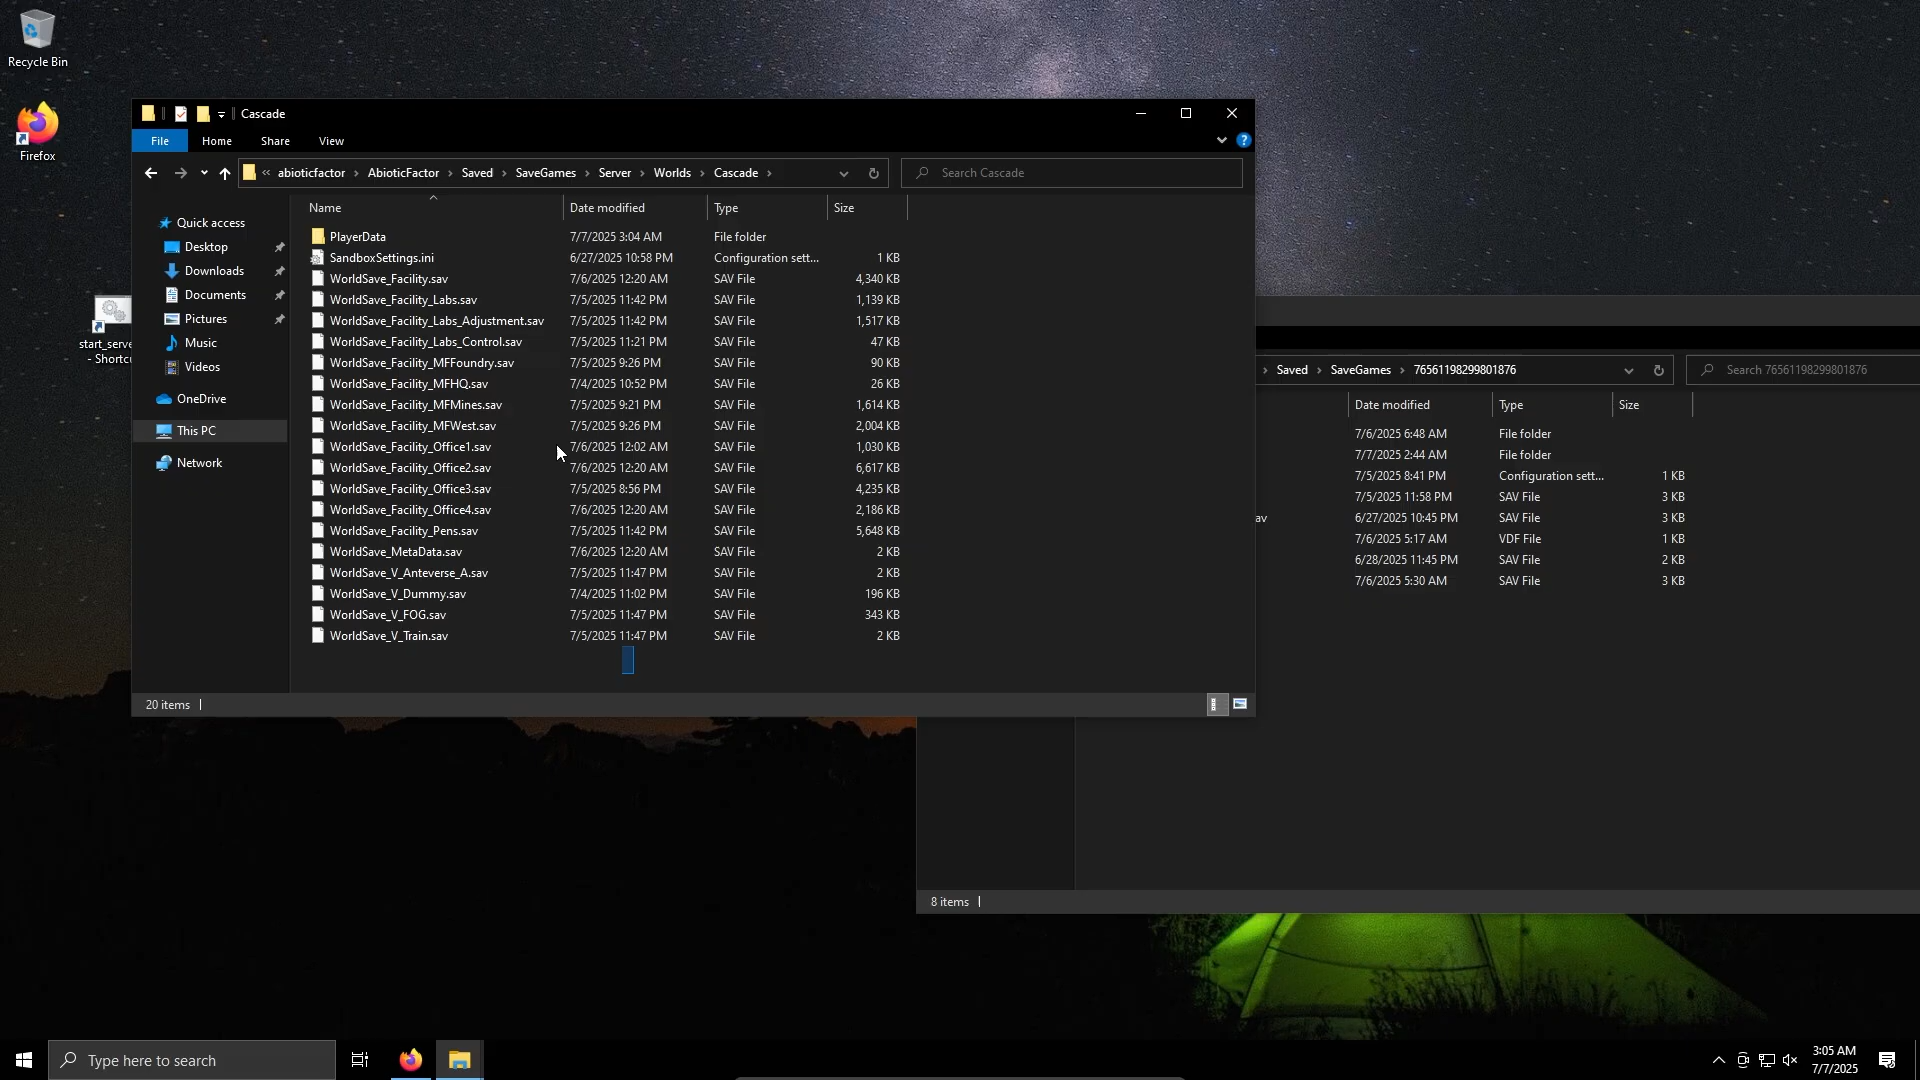 Recycle Bin
Firefox
start_serve
- Shortcu
Cascade
File Home Share View
« abioticfactor › AbioticFactor › Saved › SaveGames › Server › Worlds › Cascade ›
Search Cascade
Quick access
Desktop
Downloads
Documents
Pictures
Music
Videos
OneDrive
This PC
Network
Name Date modified Type Size
PlayerData 7/7/2025 3:04 AM File folder
SandboxSettings.ini 6/27/2025 10:58 PM Configuration sett... 1 KB
WorldSave_Facility.sav 7/6/2025 12:20 AM SAV File 4,340 KB
WorldSave_Facility_Labs.sav 7/5/2025 11:42 PM SAV File 1,139 KB
WorldSave_Facility_Labs_Adjustment.sav 7/5/2025 11:42 PM SAV File 1,517 KB
WorldSave_Facility_Labs_Control.sav 7/5/2025 11:21 PM SAV File 47 KB
WorldSave_Facility_MFFoundry.sav 7/5/2025 9:26 PM SAV File 90 KB
WorldSave_Facility_MFHQ.sav 7/4/2025 10:52 PM SAV File 26 KB
WorldSave_Facility_MFMines.sav 7/5/2025 9:21 PM SAV File 1,614 KB
WorldSave_Facility_MFWest.sav 7/5/2025 9:26 PM SAV File 2,004 KB
WorldSave_Facility_Office1.sav 7/6/2025 12:02 AM SAV File 1,030 KB
WorldSave_Facility_Office2.sav 7/6/2025 12:20 AM SAV File 6,617 KB
WorldSave_Facility_Office3.sav 7/5/2025 8:56 PM SAV File 4,235 KB
WorldSave_Facility_Office4.sav 7/6/2025 12:20 AM SAV File 2,186 KB
WorldSave_Facility_Pens.sav 7/5/2025 11:42 PM SAV File 5,648 KB
WorldSave_MetaData.sav 7/6/2025 12:20 AM SAV File 2 KB
WorldSave_V_Anteverse_A.sav 7/5/2025 11:47 PM SAV File 2 KB
WorldSave_V_Dummy.sav 7/4/2025 11:02 PM SAV File 196 KB
WorldSave_V_FOG.sav 7/5/2025 11:47 PM SAV File 343 KB
WorldSave_V_Train.sav 7/5/2025 11:47 PM SAV File 2 KB
20 items
› Saved › SaveGames › 76561198299801876
Search 76561198299801876
Date modified Type Size
7/6/2025 6:48 AM File folder
7/7/2025 2:44 AM File folder
7/5/2025 8:41 PM Configuration sett... 1 KB
7/5/2025 11:58 PM SAV File 3 KB
av 6/27/2025 10:45 PM SAV File 3 KB
7/6/2025 5:17 AM VDF File 1 KB
6/28/2025 11:45 PM SAV File 2 KB
7/6/2025 5:30 AM SAV File 3 KB
8 items
Type here to search
3:05 AM
7/7/2025